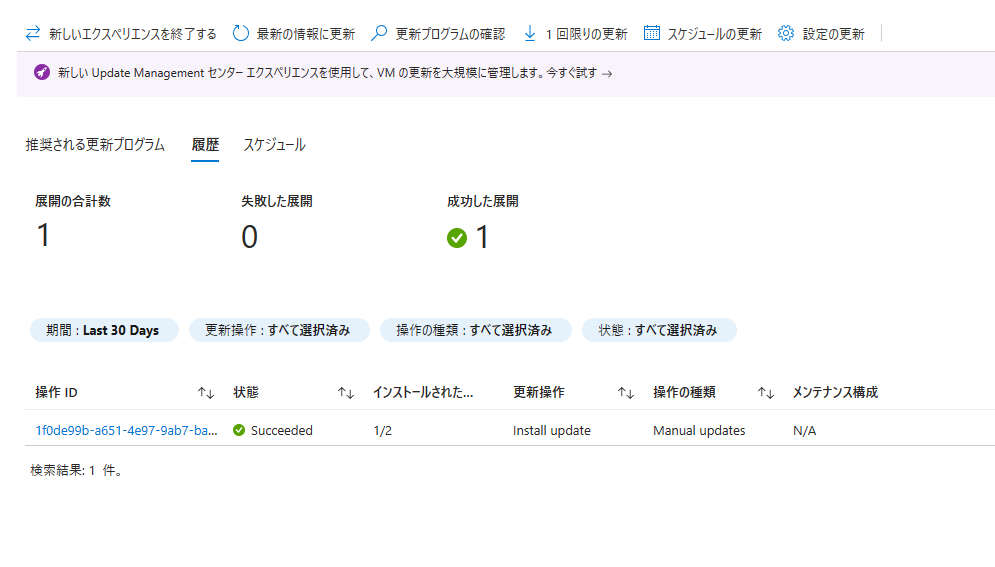 新しいエクスペリエンスを終了する 最新の情報に更新 更新プログラムの確認 1 回限りの更新 スケジュールの更新 設定の更新
新しい Update Management センター エクスペリエンスを使用して、VM の更新を大規模に管理します。今すぐ試す →
推奨される更新プログラム 履歴 スケジュール
展開の合計数 失敗した展開 成功した展開
1 0 1
期間 : Last 30 Days 更新操作 : すべて選択済み 操作の種類 : すべて選択済み 状態 : すべて選択済み
操作 ID ↑↓ 状態 ↑↓ インストールされた... 更新操作 ↑↓ 操作の種類 ↑↓ メンテナンス構成
1f0de99b-a651-4e97-9ab7-ba... Succeeded 1/2 Install update Manual updates N/A
検索結果: 1 件。